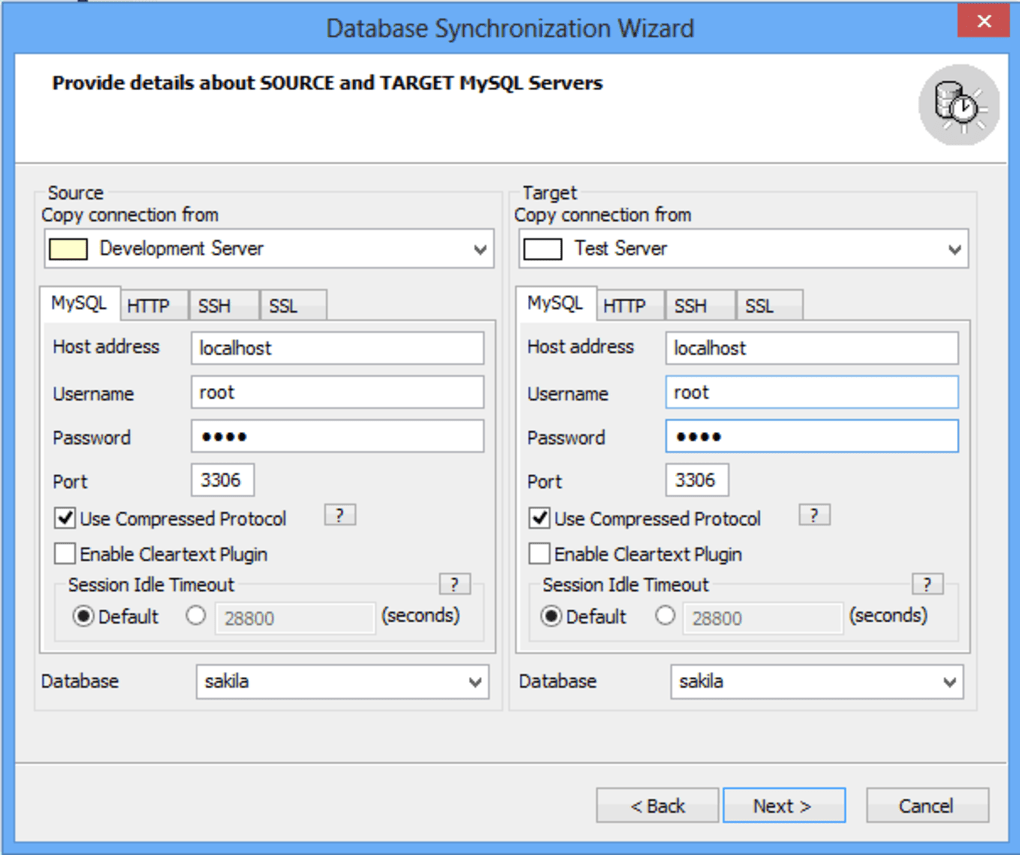 Database Synchronization Wizard
Provide details about SOURCE and TARGET MySQL Servers
Source
Copy connection from
Development Server
MySQL HTTP SSH SSL
Host address localhost
Username root
Password ••••
Port 3306
Use Compressed Protocol ?
Enable Cleartext Plugin
Session Idle Timeout ?
Default 28800 (seconds)
Database sakila
Target
Copy connection from
Test Server
MySQL HTTP SSH SSL
Host address localhost
Username root
Password ••••
Port 3306
Use Compressed Protocol ?
Enable Cleartext Plugin
Session Idle Timeout ?
Default 28800 (seconds)
Database sakila
< Back Next > Cancel